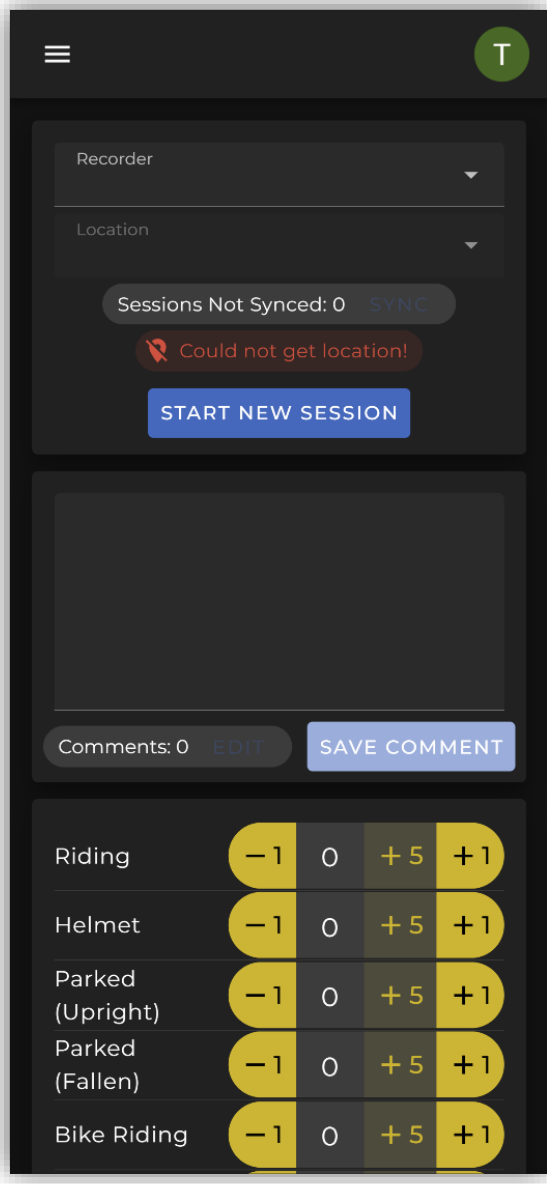 T
Recorder
Location
Sessions Not Synced: 0 SYNC
Could not get location!
START NEW SESSION
Comments: 0 EDIT SAVE COMMENT
Riding −1 0 +5 +1
Helmet −1 0 +5 +1
Parked
(Upright) −1 0 +5 +1
Parked
(Fallen) −1 0 +5 +1
Bike Riding −1 0 +5 +1